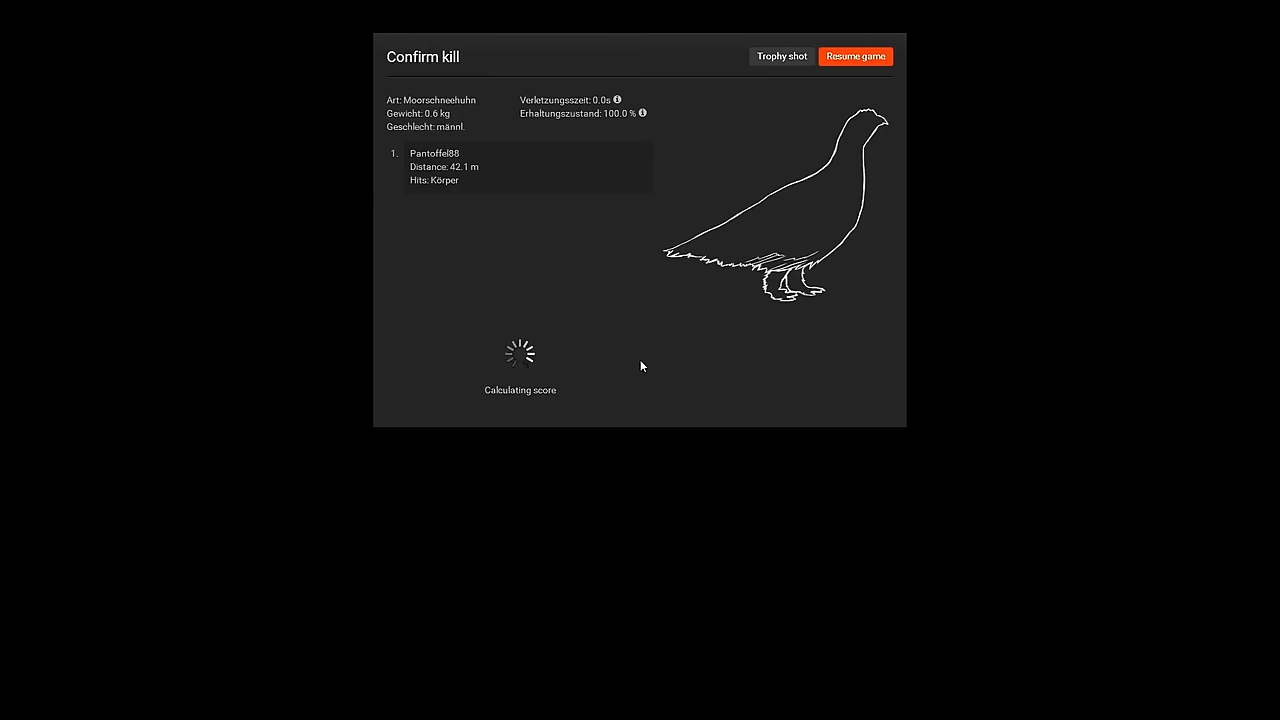 Confirm kill
Trophy shot
Resume game
Art: Moorschneehuhn
Gewicht: 0.6 kg
Geschlecht: männl.
Verletzungsszeit: 0.0s
Erhaltungszustand: 100.0 %
1. Pantoffel88
Distance: 42.1 m
Hits: Körper
Calculating score